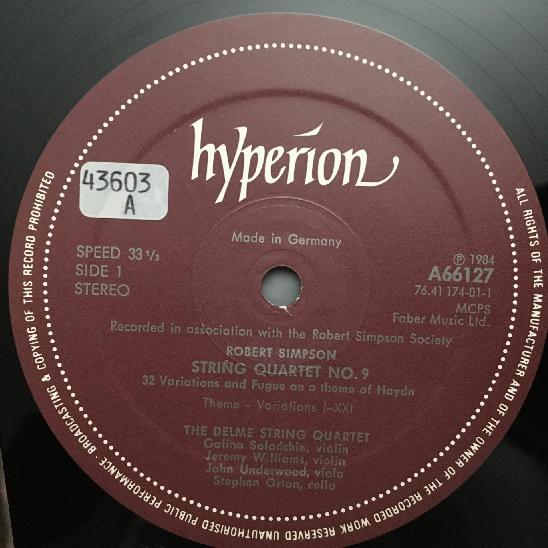 hyperion
43603
A
Made in Germany
SPEED 33 1/3
SIDE 1
STEREO
℗ 1984
A66127
76.41 174-01-1
MCPS
Faber Music Ltd.
Recorded in association with the Robert Simpson Society
ROBERT SIMPSON
STRING QUARTET NO. 9
32 Variations and Fugue on a theme of Haydn
Theme - Variations I-XXI
THE DELME STRING QUARTET
Galina Solodchin, violin
Jeremy Williams, violin
John Underwood, viola
Stephen Orton, cello
ALL RIGHTS OF THE MANUFACTURER AND OF THE OWNER OF THE RECORDED WORK RESERVED UNAUTHORISED PUBLIC PERFORMANCE · BROADCASTING & COPYING OF THIS RECORD PROHIBITED